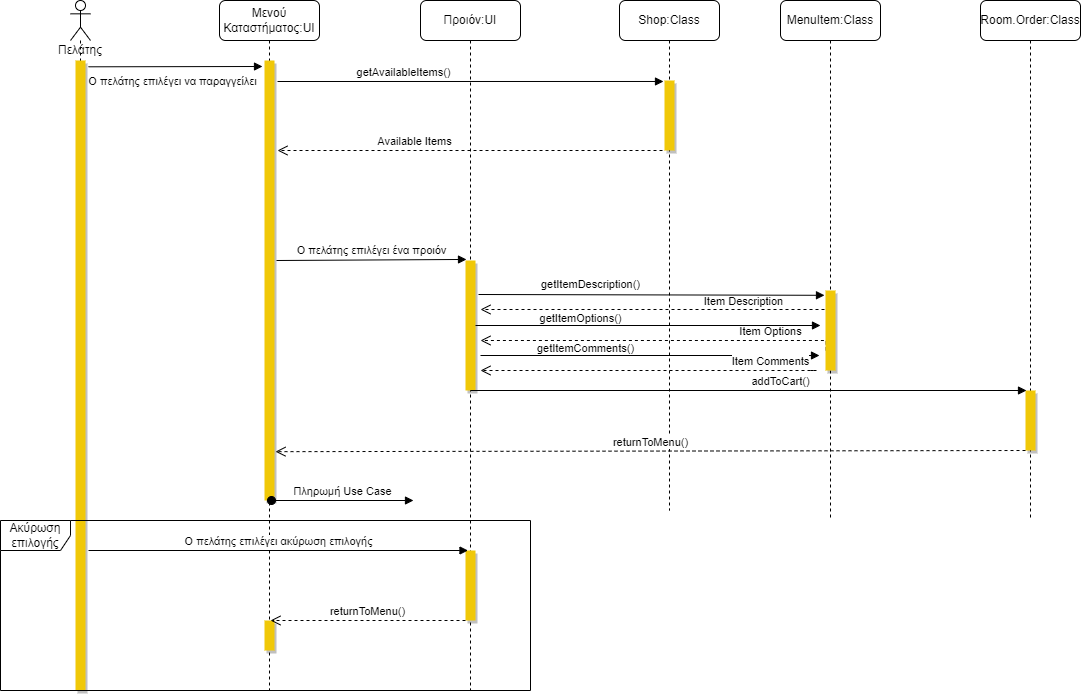 Μενού
Καταστήματος:UI
Προιόν:UI
Shop:Class
MenuItem:Class
Room.Order:Class
Πελάτης
Ο πελάτης επιλέγει να παραγγείλει
getAvailableItems()
Available Items
Ο πελάτης επιλέγει ένα προιόν
getItemDescription()
Item Description
getItemOptions()
Item Options
getItemComments()
Item Comments
addToCart()
returnToMenu()
Πληρωμή Use Case
Ακύρωση
επιλογής
Ο πελάτης επιλέγει ακύρωση επιλογής
returnToMenu()